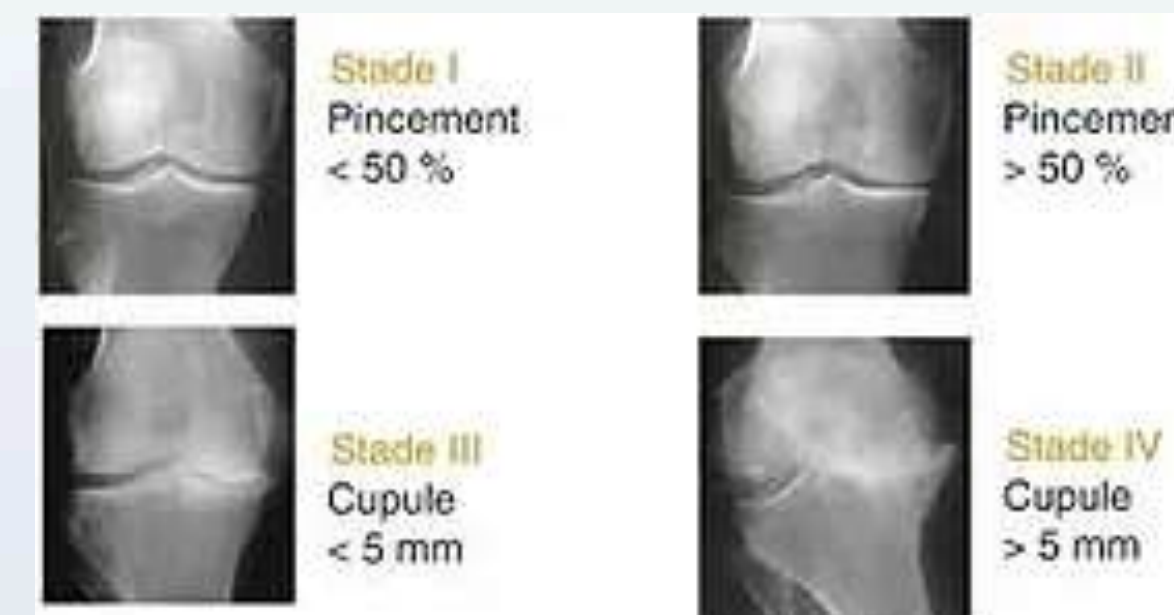 Stade I
Pincement
< 50 %
Stade II
Pincemen
> 50 %
Stade III
Cupule
< 5 mm
Stade IV
Cupule
> 5 mm